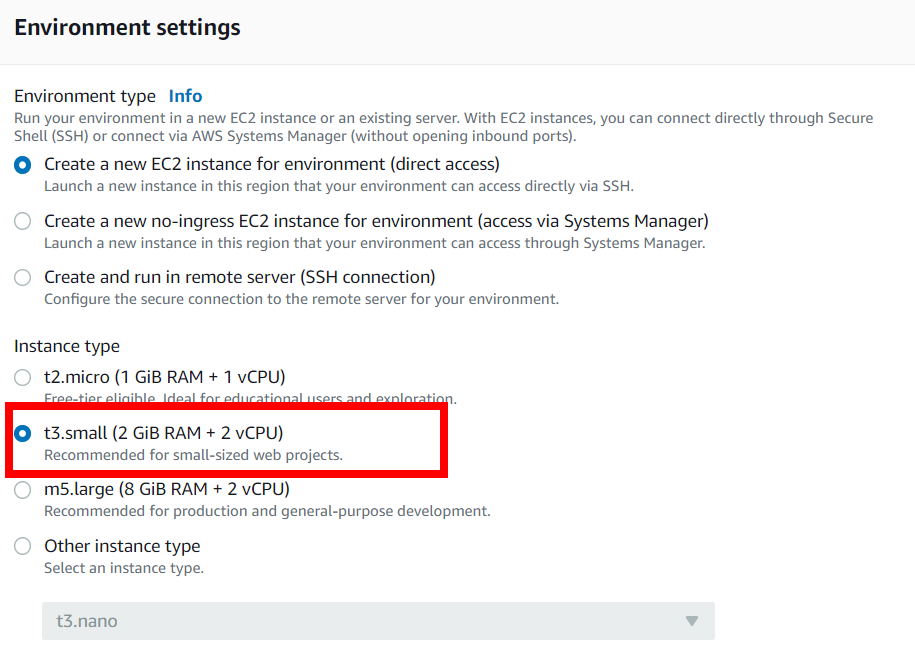 Environment settings
Environment type Info
Run your environment in a new EC2 instance or an existing server. With EC2 instances, you can connect directly through Secure
Shell (SSH) or connect via AWS Systems Manager (without opening inbound ports).
Create a new EC2 instance for environment (direct access)
Launch a new instance in this region that your environment can access directly via SSH.
Create a new no-ingress EC2 instance for environment (access via Systems Manager)
Launch a new instance in this region that your environment can access through Systems Manager.
Create and run in remote server (SSH connection)
Configure the secure connection to the remote server for your environment.
Instance type
t2.micro (1 GiB RAM + 1 vCPU)
Free-tier eligible. Ideal for educational users and exploration.
t3.small (2 GiB RAM + 2 vCPU)
Recommended for small-sized web projects.
m5.large (8 GiB RAM + 2 vCPU)
Recommended for production and general-purpose development.
Other instance type
Select an instance type.
t3.nano